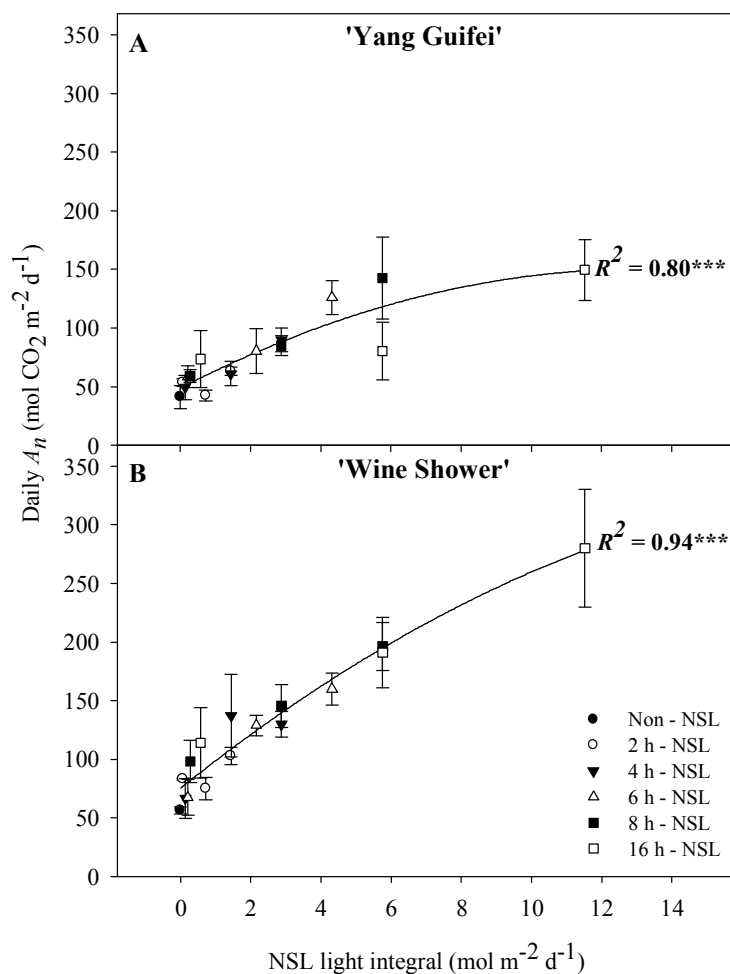 A
'Yang Guifei'
350
300
250
200
150
100
50
0
R² = 0.80***
Daily Aₙ (mol CO₂ m⁻² d⁻¹)
B
'Wine Shower'
350
300
250
200
150
100
50
0
R² = 0.94***
Non - NSL
2 h - NSL
4 h - NSL
6 h - NSL
8 h - NSL
16 h - NSL
0 2 4 6 8 10 12 14
NSL light integral (mol m⁻² d⁻¹)